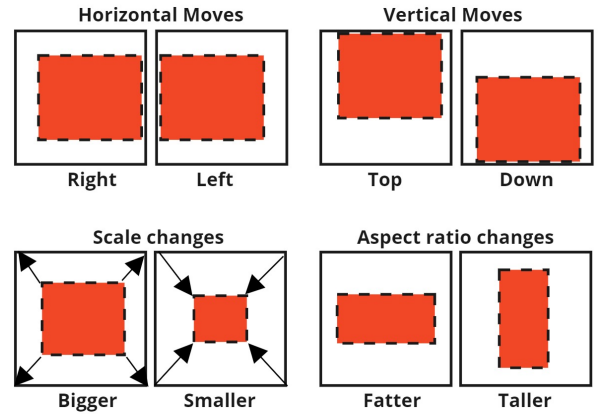 Horizontal Moves
Vertical Moves
Right
Left
Top
Down
Scale changes
Aspect ratio changes
Bigger
Smaller
Fatter
Taller